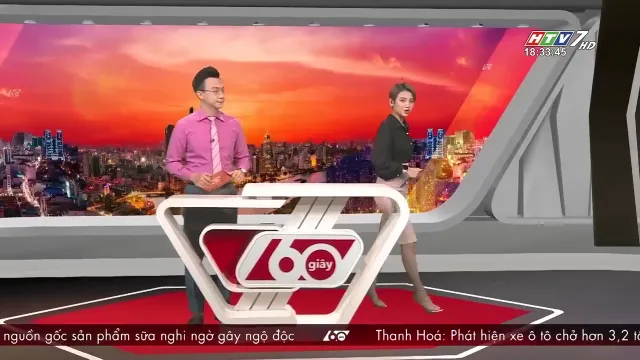 HTV7 HD
18:33:45
60 giây
nguồn gốc sản phẩm sữa nghi ngờ gây ngộ độc 60 Thanh Hoá: Phát hiện xe ô tô chở hơn 3,2 t